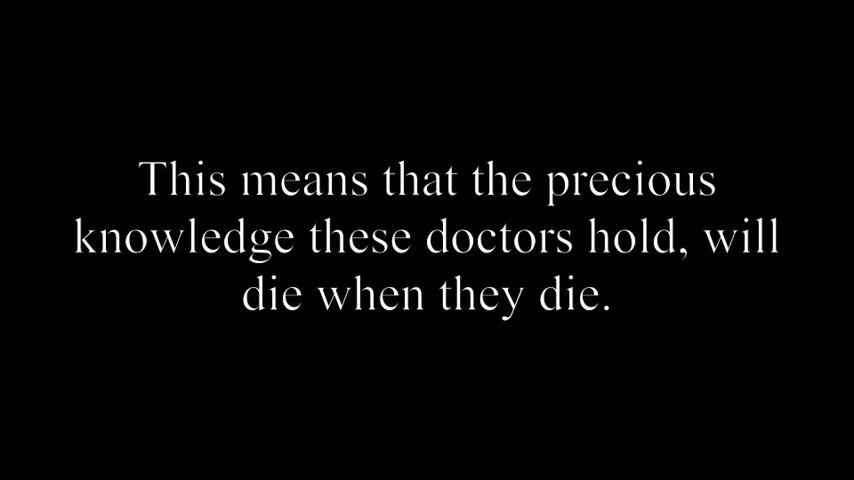 This means that the precious
knowledge these doctors hold, will
die when they die.